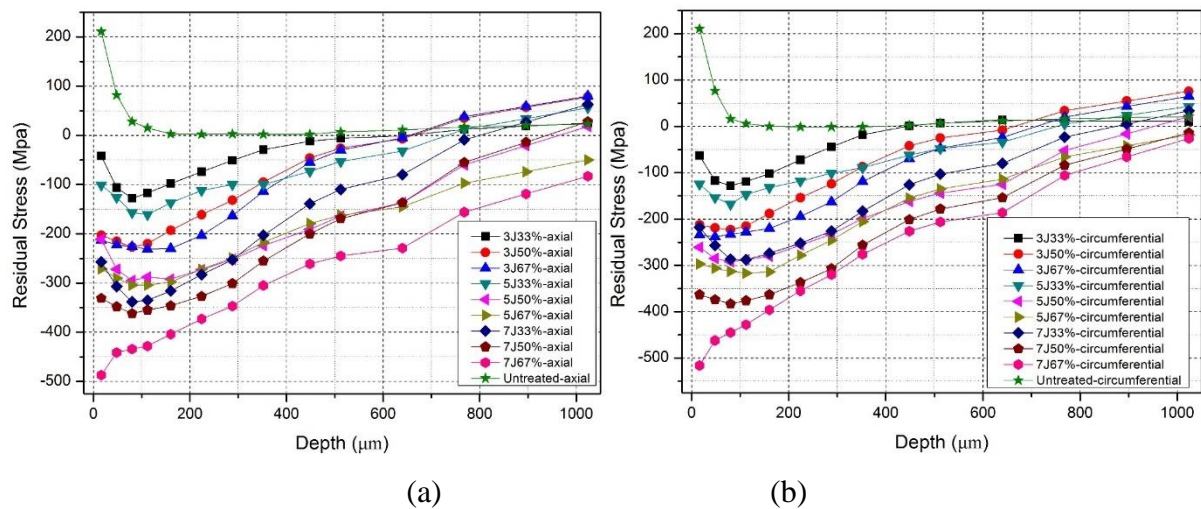 200
100
0
-100
-200
-300
-400
-500
Residual Stress (Mpa)
3J33%-axial
3J50%-axial
3J67%-axial
5J33%-axial
5J50%-axial
5J67%-axial
7J33%-axial
7J50%-axial
7J67%-axial
Untreated-axial
0 200 400 600 800 1000
Depth (μm)
(a)
200
100
0
-100
-200
-300
-400
-500
Residual Stress (Mpa)
3J33%-circumferential
3J50%-circumferential
3J67%-circumferential
5J33%-circumferential
5J50%-circumferential
5J67%-circumferential
7J33%-circumferential
7J50%-circumferential
7J67%-circumferential
Untreated-circumferential
0 200 400 600 800 1000
Depth (μm)
(b)